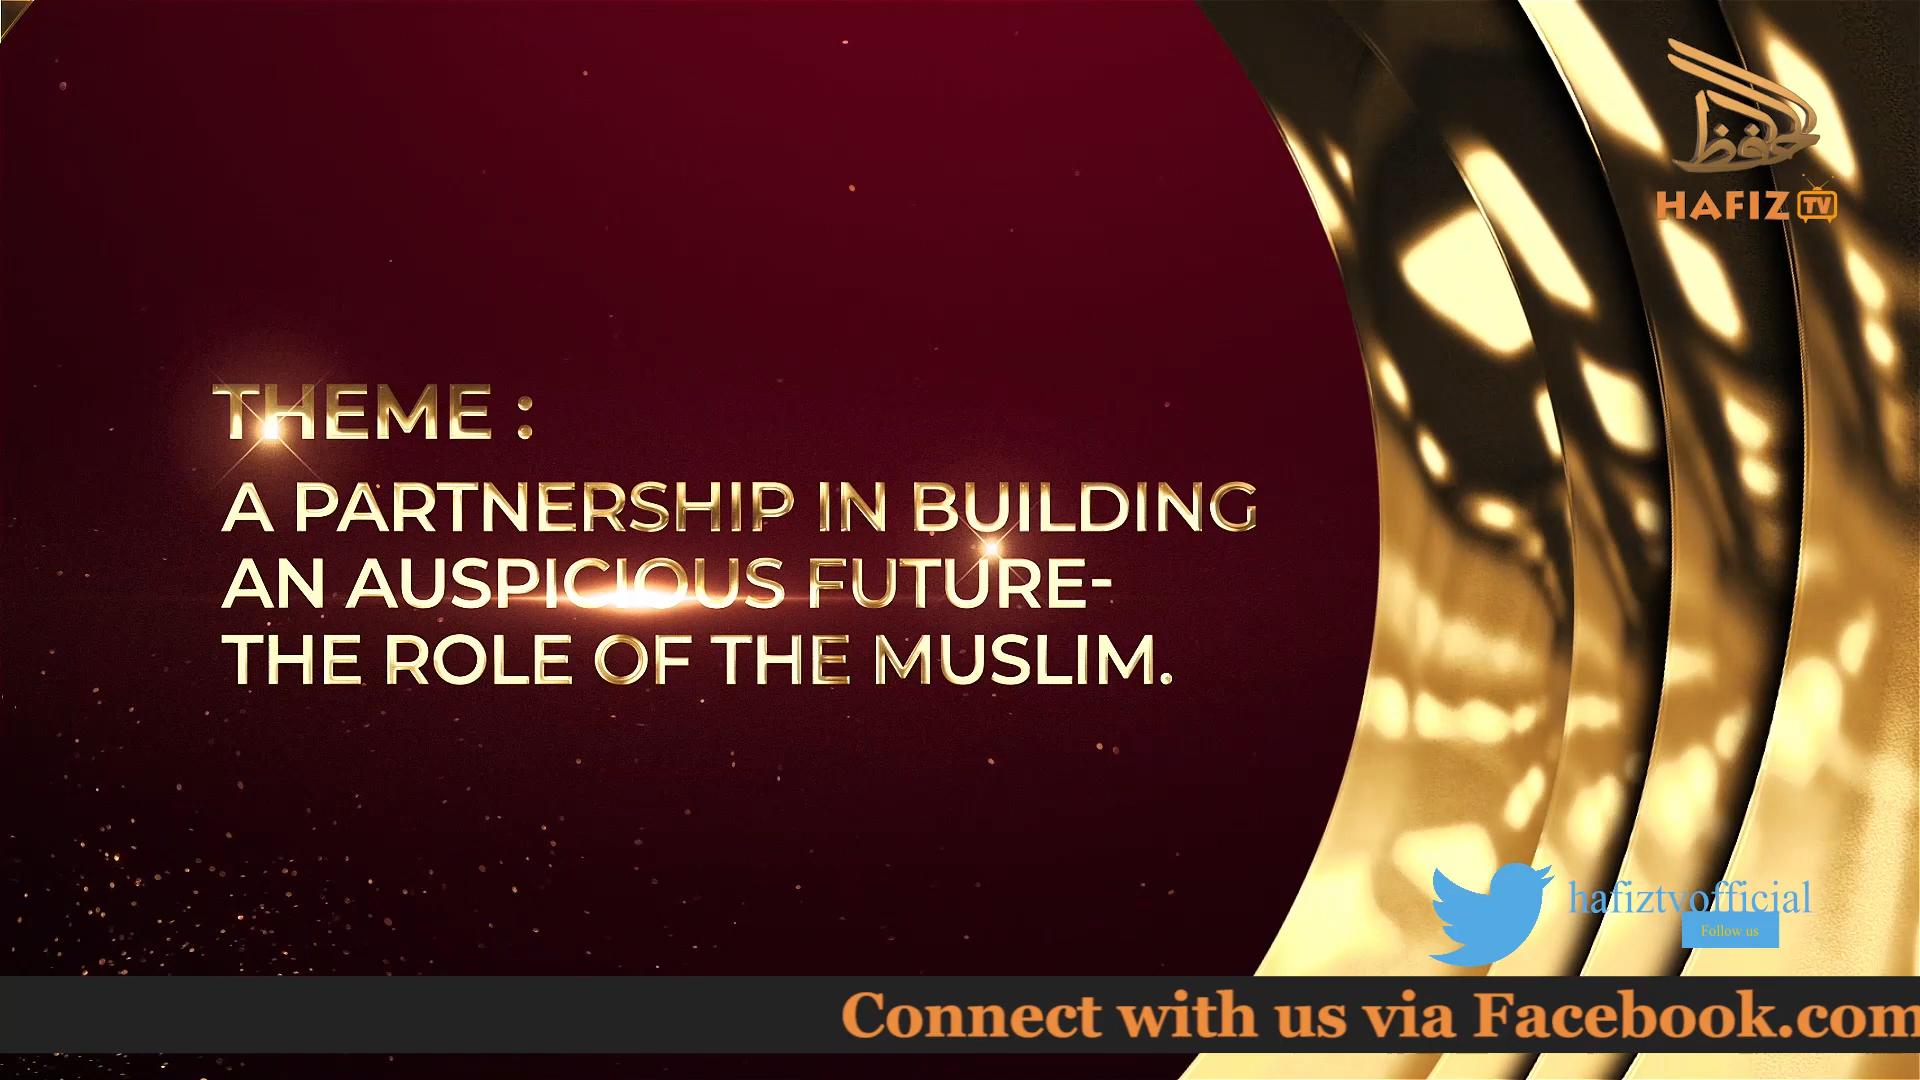 حفظ
HAFIZ TV
THEME :
A PARTNERSHIP IN BUILDING
AN AUSPICIOUS FUTURE-
THE ROLE OF THE MUSLIM.
hafiztvofficial
Follow us
Connect with us via Facebook.com